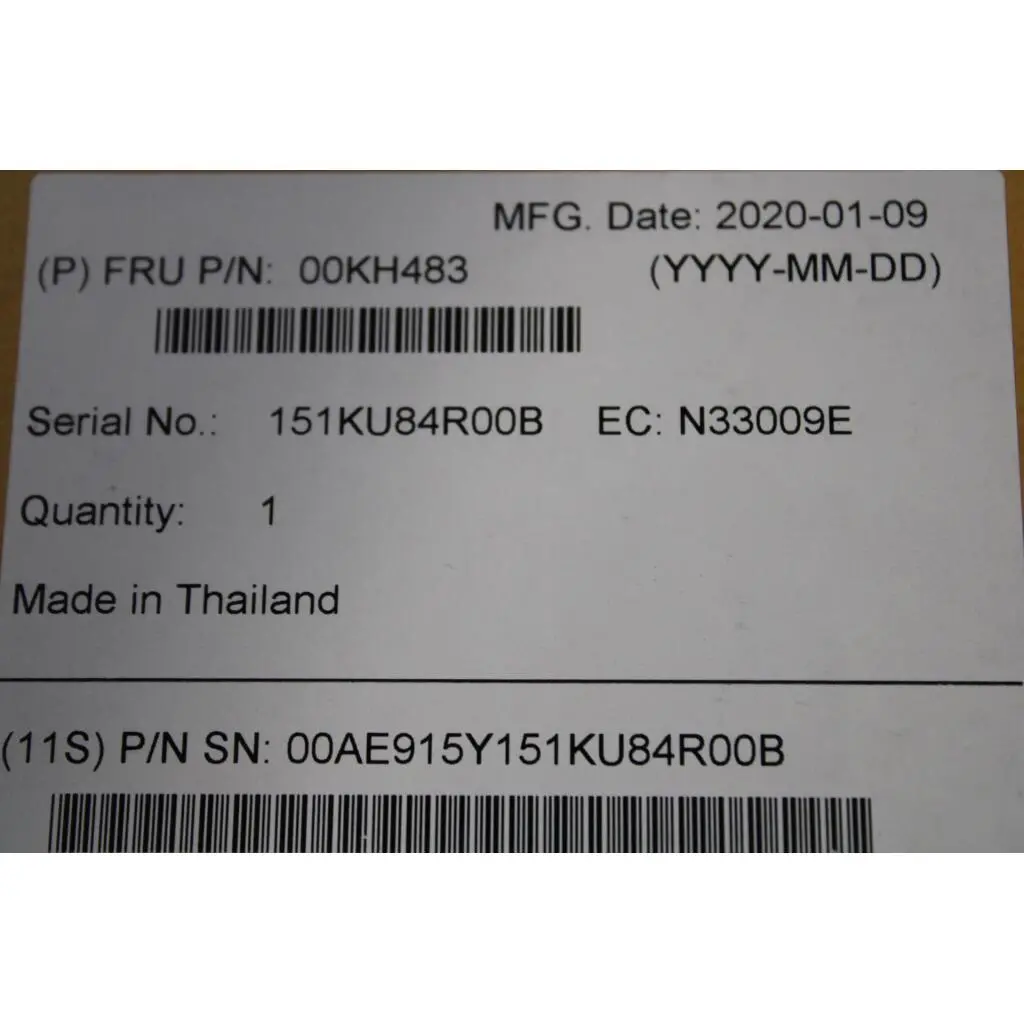 MFG. Date: 2020-01-09
(P) FRU P/N: 00KH483 (YYYY-MM-DD)
Serial No.: 151KU84R00B EC: N33009E
Quantity: 1
Made in Thailand
(11S) P/N SN: 00AE915Y151KU84R00B